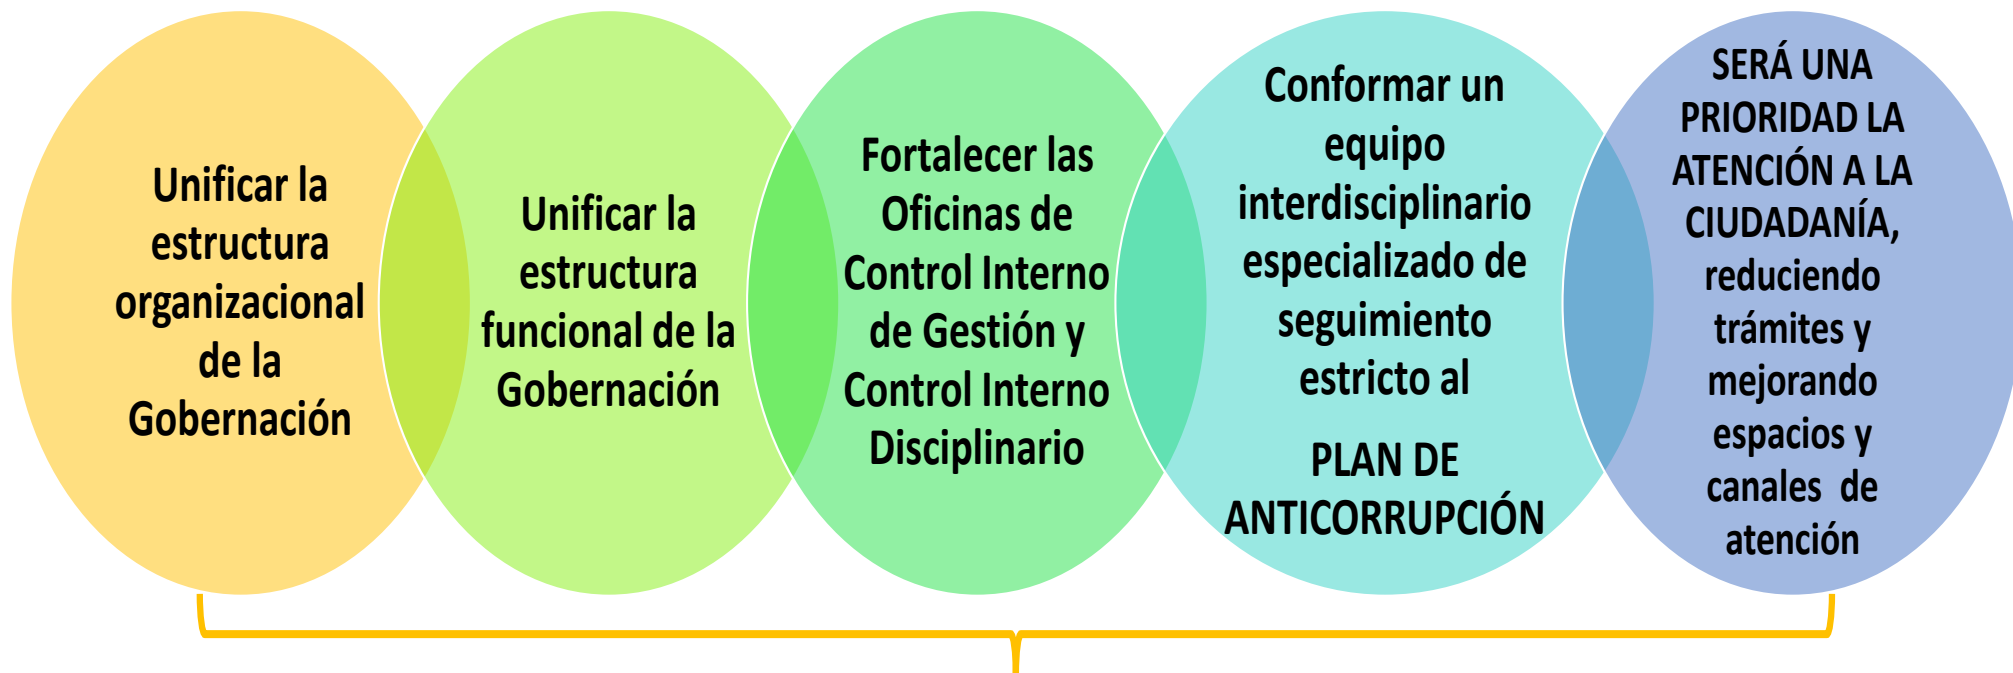 Unificar la
estructura
organizacional
de la
Gobernación
Unificar la
estructura
funcional de la
Gobernación
Fortalecer las
Oficinas de
Control Interno
de Gestión y
Control Interno
Disciplinario
Conformar un
equipo
interdisciplinario
especializado de
seguimiento
estricto al
PLAN DE
ANTICORRUPCIÓN
SERÁ UNA
PRIORIDAD LA
ATENCIÓN A LA
CIUDADANÍA,
reduciendo
trámites y
mejorando
espacios y
canales de
atención